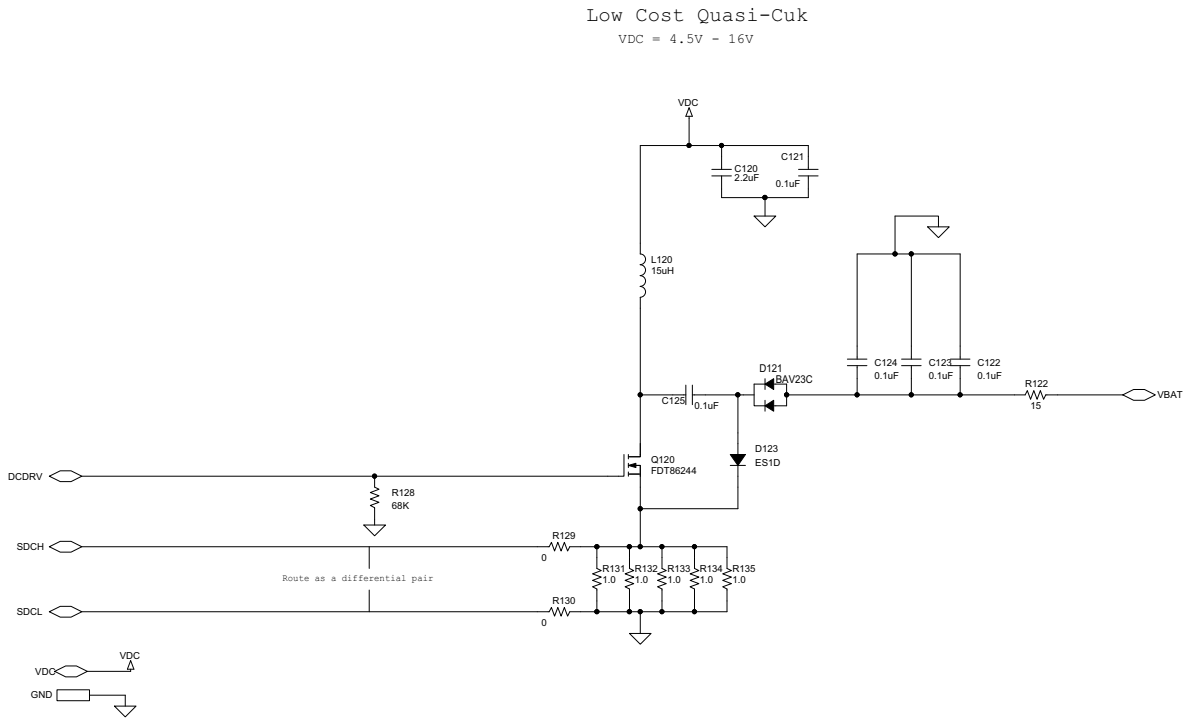 Low Cost Quasi-Cuk
VDC = 4.5V - 16V
VDC
C120
2.2uF
C121
0.1uF
L120
15uH
C124
0.1uF
C123
0.1uF
C122
0.1uF
D121
BAV23C
R122
15
VBAT
C125
0.1uF
D123
ES1D
Q120
FDT86244
DCDRV
R128
68K
SDCH
R129
0
R131
1.0
R132
1.0
R133
1.0
R134
1.0
R135
1.0
Route as a differential pair
SDCL
R130
0
VDC
VDC
GND